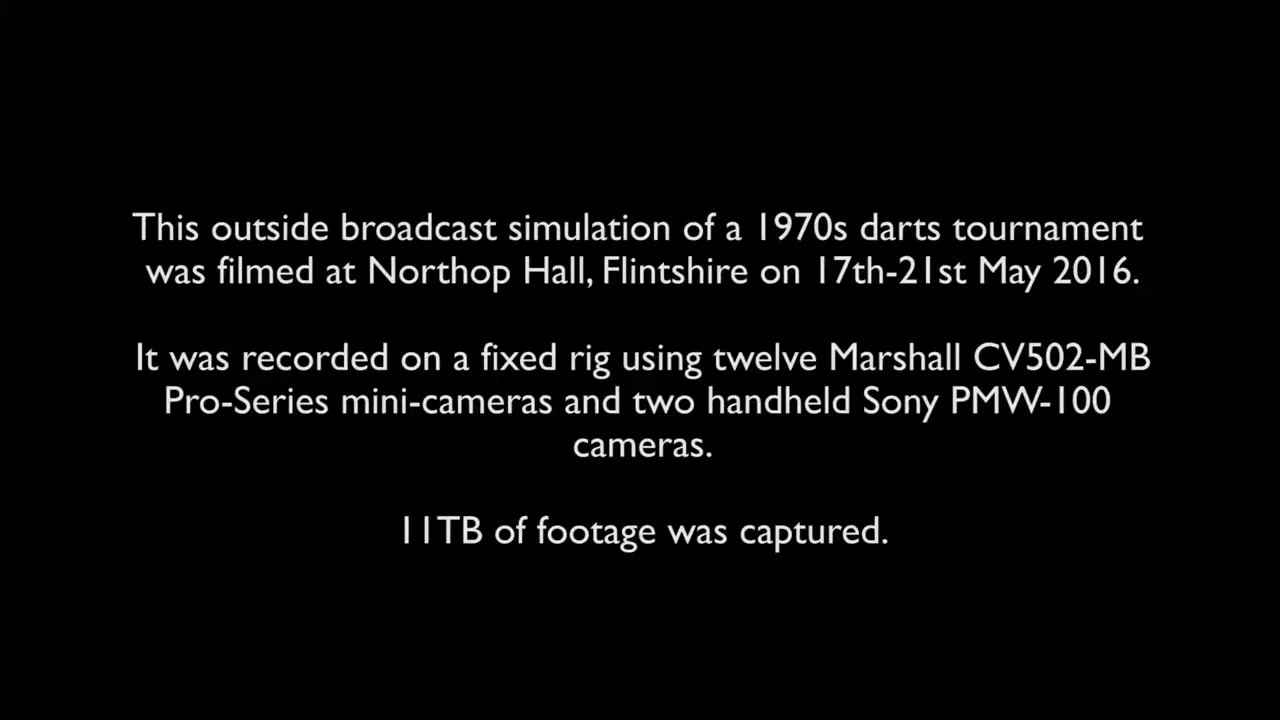 This outside broadcast simulation of a 1970s darts tournament
was filmed at Northop Hall, Flintshire on 17th-21st May 2016.
It was recorded on a fixed rig using twelve Marshall CV502-MB
Pro-Series mini-cameras and two handheld Sony PMW-100
cameras.
11TB of footage was captured.